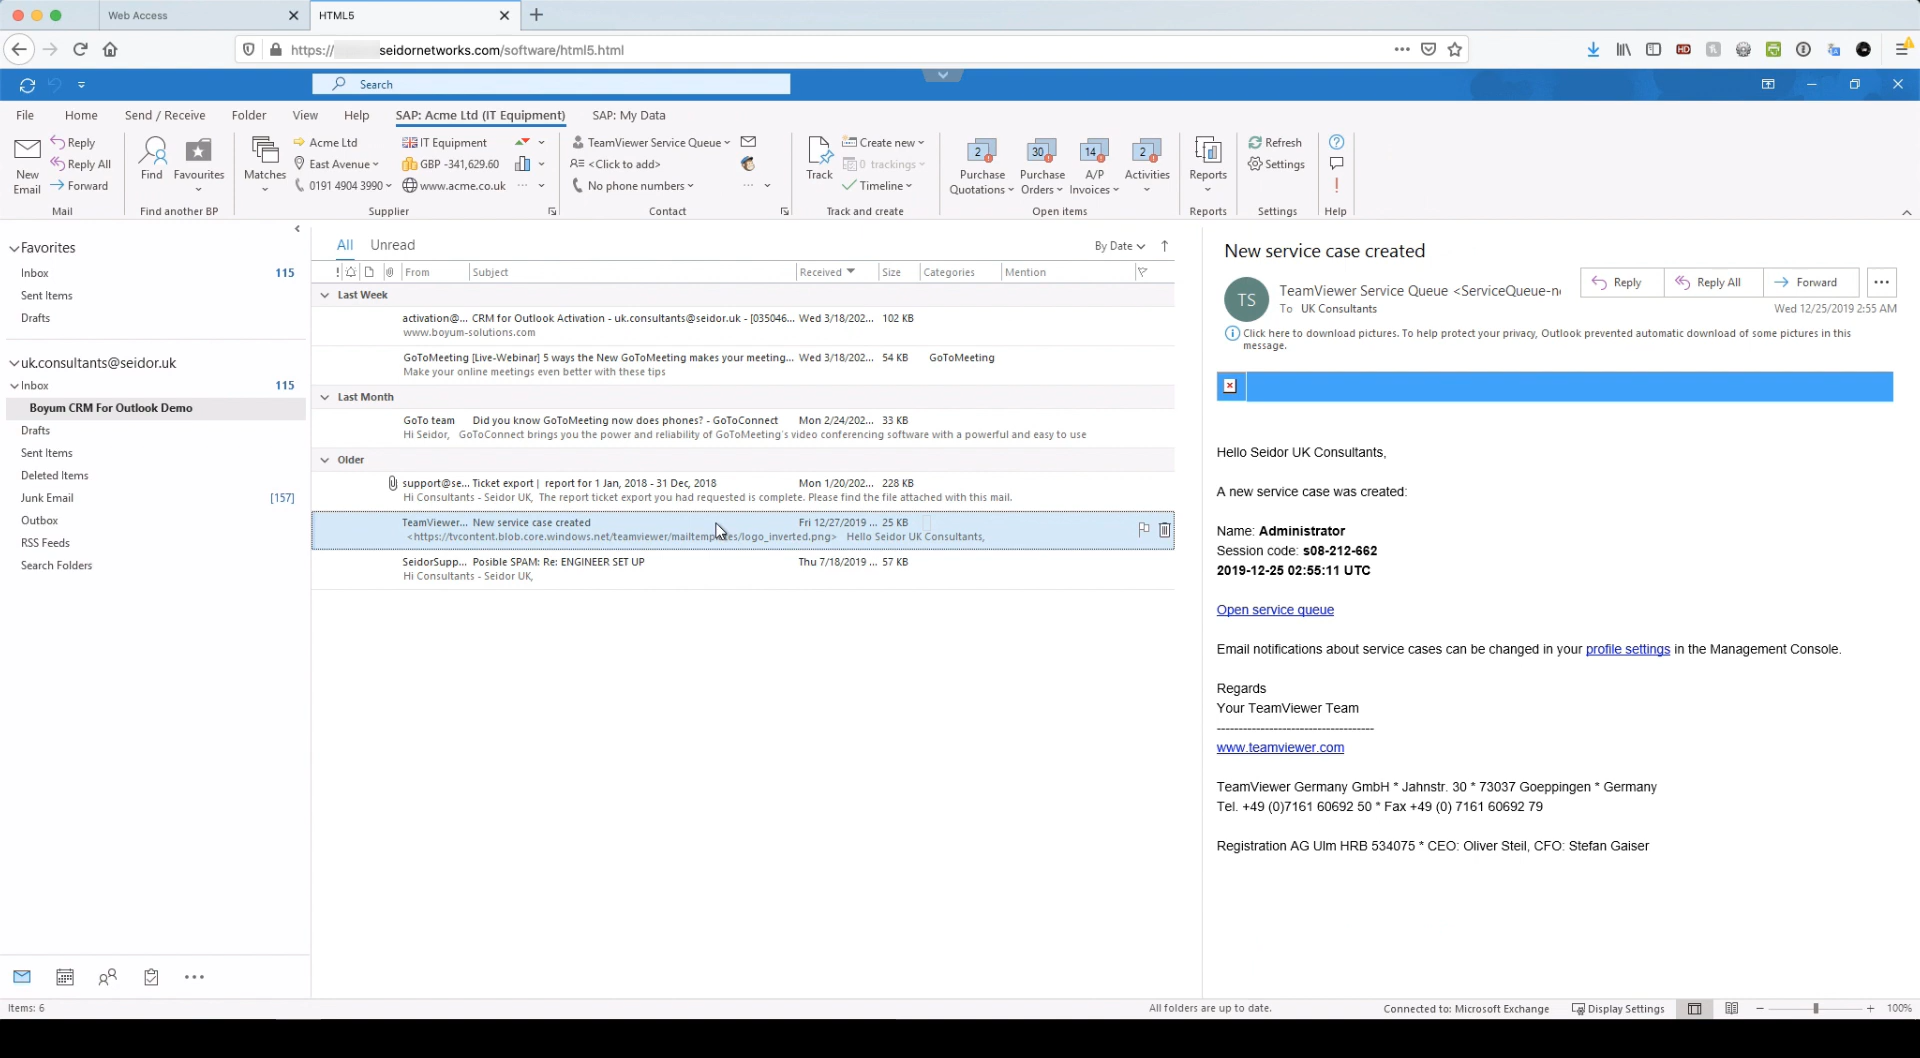 Web Access
HTML5
https://
seidornetworks.com/software/html5.html
Search
File Home Send / Receive Folder View Help SAP: Acme Ltd (IT Equipment) SAP: My Data
New
Email
Reply
Reply All
Forward
Mail
Find
Favourites
Find another BP
Matches
Acme Ltd
East Avenue
0191 4904 3990
IT Equipment
GBP -341,629.60
www.acme.co.uk
Supplier
TeamViewer Service Queue
<Click to add>
No phone numbers
Contact
Track
Create new
0 trackings
Timeline
Track and create
2
Purchase
Quotations
30
Purchase
Orders
14
A/P
Invoices
2
Activities
Open items
Reports
Reports
Refresh
Settings
Settings
Help
Favorites
Inbox 115
Sent Items
Drafts
uk.consultants@seidor.uk
Inbox 115
Boyum CRM For Outlook Demo
Drafts
Sent Items
Deleted Items
Junk Email [157]
Outbox
RSS Feeds
Search Folders
All Unread By Date
! From Subject Received Size Categories Mention
Last Week
activation@... CRM for Outlook Activation - uk.consultants@seidor.uk - [035046... Wed 3/18/202... 102 KB
www.boyum-solutions.com
GoToMeeting [Live-Webinar] 5 ways the New GoToMeeting makes your meeting... Wed 3/18/202... 54 KB GoToMeeting
Make your online meetings even better with these tips
Last Month
GoTo team Did you know GoToMeeting now does phones? - GoToConnect Mon 2/24/202... 33 KB
Hi Seidor, GoToConnect brings you the power and reliability of GoToMeeting's video conferencing software with a powerful and easy to use
Older
support@se... Ticket export | report for 1 Jan, 2018 - 31 Dec, 2018 Mon 1/20/202... 228 KB
Hi Consultants - Seidor UK, The report ticket export you had requested is complete. Please find the file attached with this mail.
TeamViewer... New service case created Fri 12/27/2019 ... 25 KB
<https://tvcontent.blob.core.windows.net/teamviewer/mailtemplates/logo_inverted.png> Hello Seidor UK Consultants,
SeidorSupp... Posible SPAM: Re: ENGINEER SET UP Thu 7/18/2019 ... 57 KB
Hi Consultants - Seidor UK,
New service case created
TS
TeamViewer Service Queue <ServiceQueue-n
To UK Consultants
Reply Reply All Forward
Wed 12/25/2019 2:55 AM
Click here to download pictures. To help protect your privacy, Outlook prevented automatic download of some pictures in this
message.
Hello Seidor UK Consultants,
A new service case was created:
Name: Administrator
Session code: s08-212-662
2019-12-25 02:55:11 UTC
Open service queue
Email notifications about service cases can be changed in your profile settings in the Management Console.
Regards
Your TeamViewer Team
------------------------------------
www.teamviewer.com
TeamViewer Germany GmbH * Jahnstr. 30 * 73037 Goeppingen * Germany
Tel. +49 (0)7161 60692 50 * Fax +49 (0) 7161 60692 79
Registration AG Ulm HRB 534075 * CEO: Oliver Steil, CFO: Stefan Gaiser
Items: 6
All folders are up to date. Connected to: Microsoft Exchange Display Settings 100%